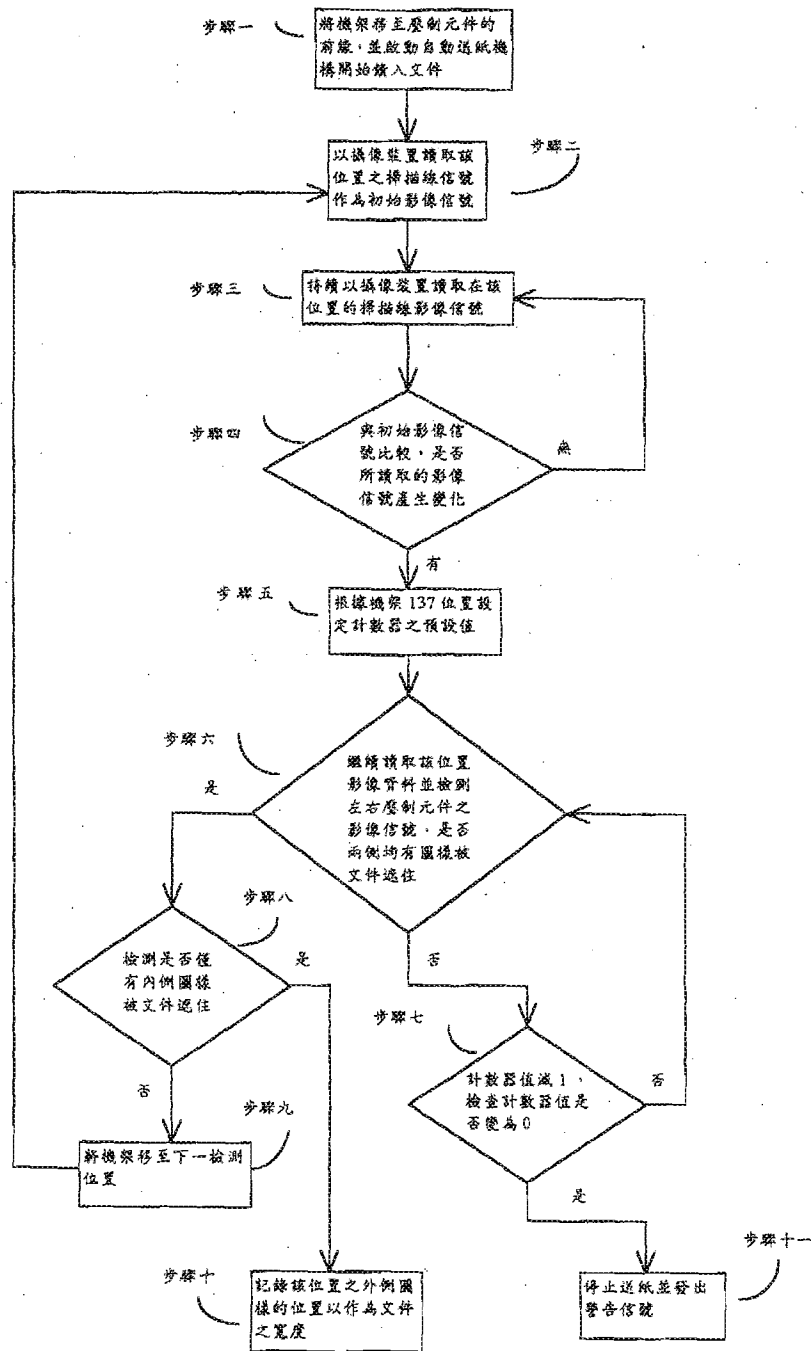 步驟一
將機架移至壓制元件的
前緣，並啟動自動送紙機
構開始饋入文件
步驟二
以攝像裝置讀取該
位置之掃描線信號
作為初始影像信號
步驟三
持續以攝像裝置讀取在該
位置的掃描線影像信號
步驟四
與初始影像信
號比較，是否
所讀取的影像
信號產生變化
無
有
步驟五
根據機架 137 位置設
定計數器之預設值
步驟六
是
繼續讀取該位置
影像資料並檢測
左右壓制元件之
影像信號，是否
兩側均有圖樣被
文件遮住
否
步驟八
檢測是否僅
有內側圖樣
被文件遮住
是
否
步驟七
計數器值減 1，
檢查計數器值是
否變為 0
否
是
步驟九
將機架移至下一檢測
位置
步驟十
記錄該位置之外側圖
樣的位置以作為文件
之寬度
步驟十一
停止送紙並發出
警告信號